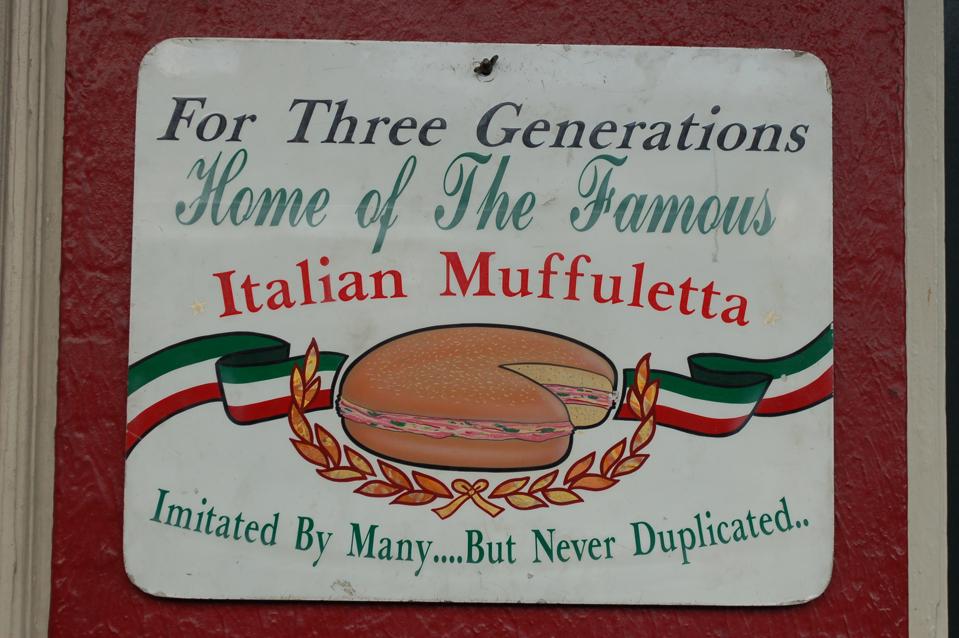 For Three Generations
Home of The Famous
Italian Muffuletta
Imitated By Many....But Never Duplicated..